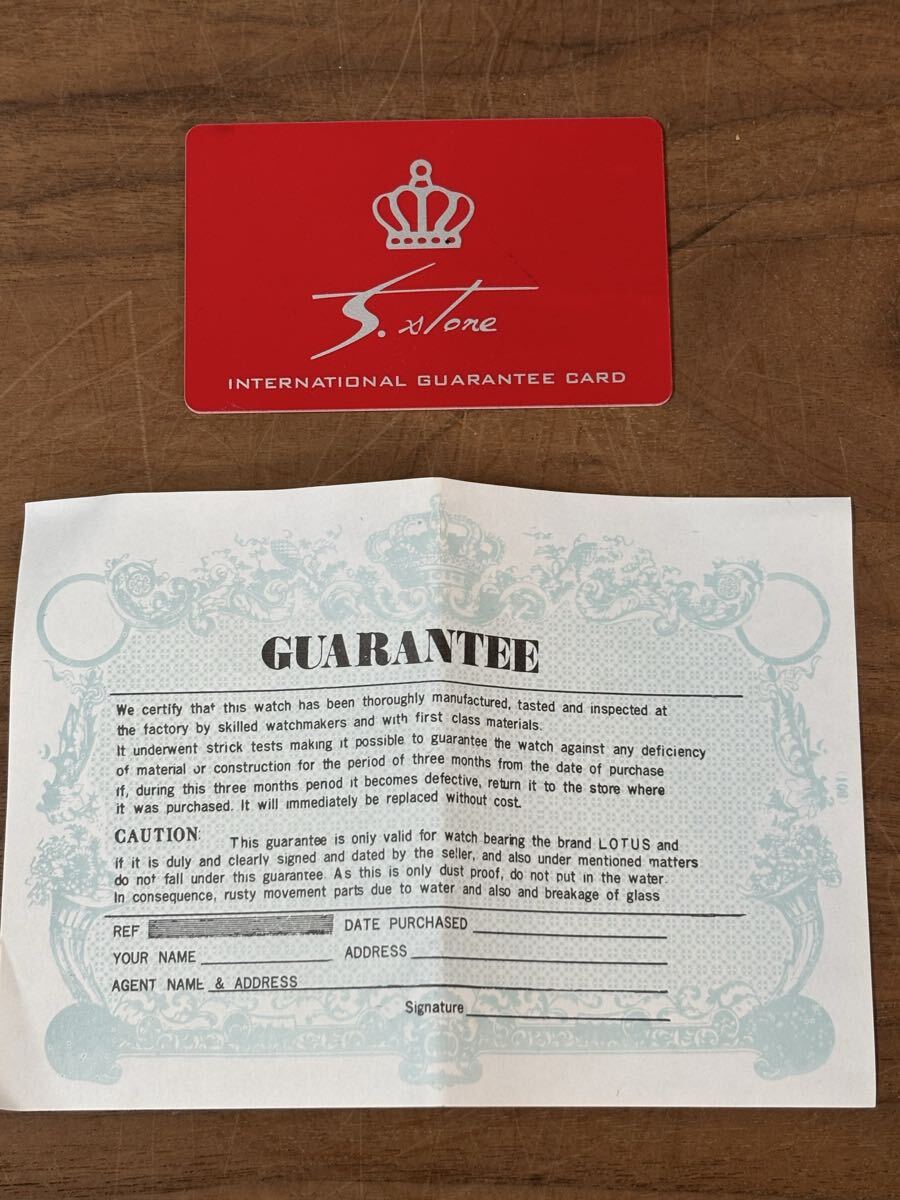 S. store
INTERNATIONAL GUARANTEE CARD
GUARANTEE
We certify that this watch has been thoroughly manufactured, tasted and inspected at
the factory by skilled watchmakers and with first class materials.
It underwent strick tests making it possible to guarantee the watch against any deficiency
of material or construction for the period of three months from the date of purchase
if, during this three months penod it becomes defective, return it to the store where
it was purchased. It will immediately be replaced without cost.
CAUTION: This guarantee is only valid for watch bearing the brand LOTUS and
if it is duly and clearly signed and dated by the seller, and also under mentioned matters
do not fall under this guarantee. As this is only dust proof, do not put in the water.
In consequence, rusty movement parts due to water and also and breakage of glass
REF DATE PURCHASED
YOUR NAME ADDRESS
AGENT NAME & ADDRESS
Signature